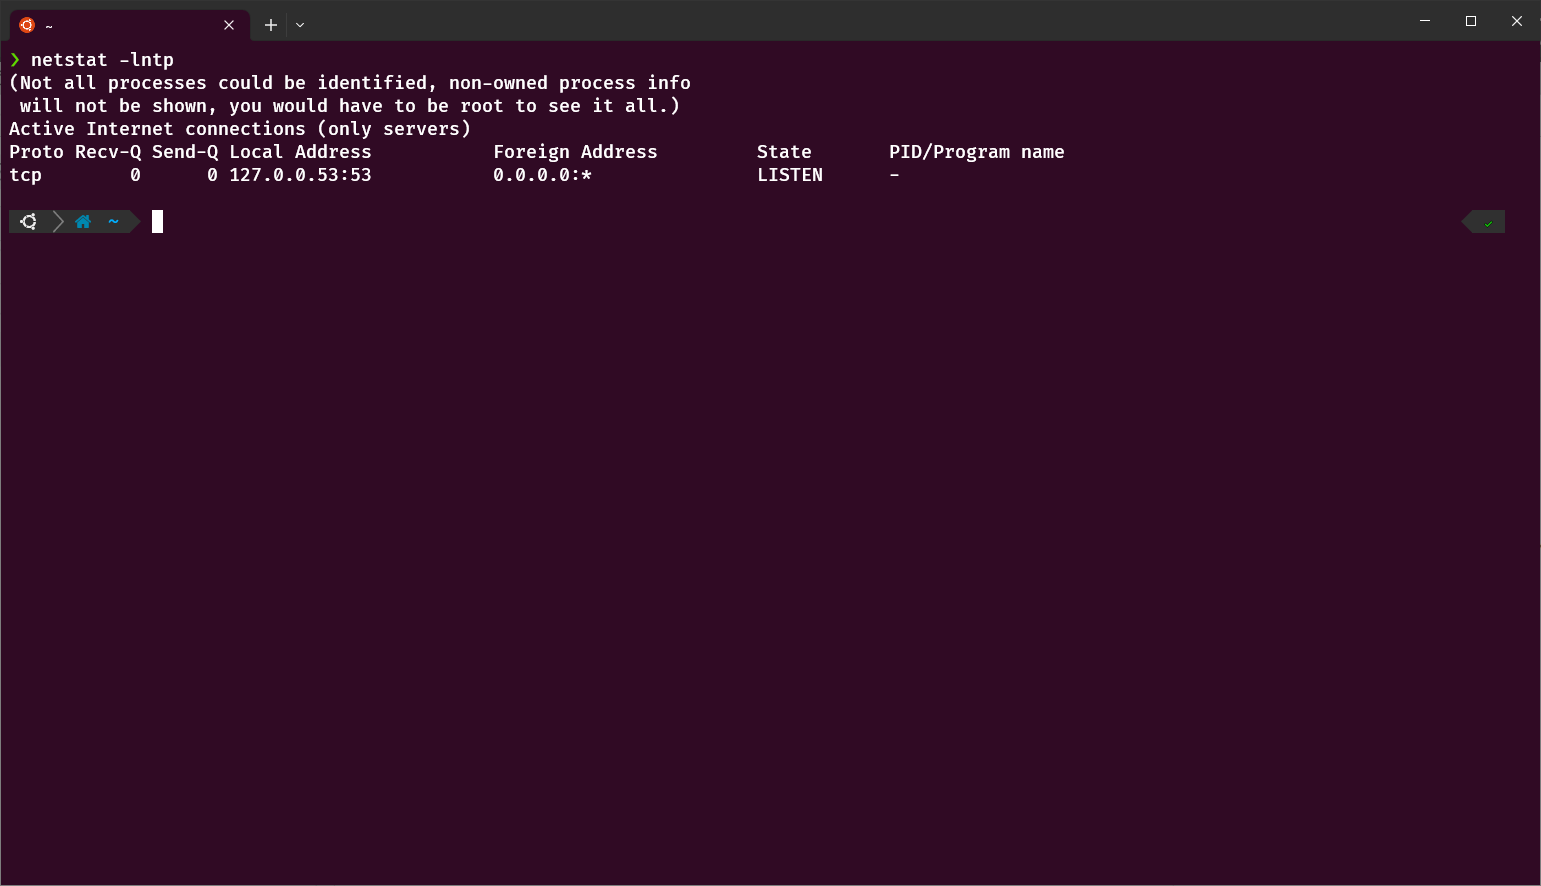 ~
❯ netstat -lntp
(Not all processes could be identified, non-owned process info
 will not be shown, you would have to be root to see it all.)
Active Internet connections (only servers)
Proto Recv-Q Send-Q Local Address           Foreign Address         State       PID/Program name
tcp        0      0 127.0.0.53:53           0.0.0.0:*               LISTEN      -
~ ✓